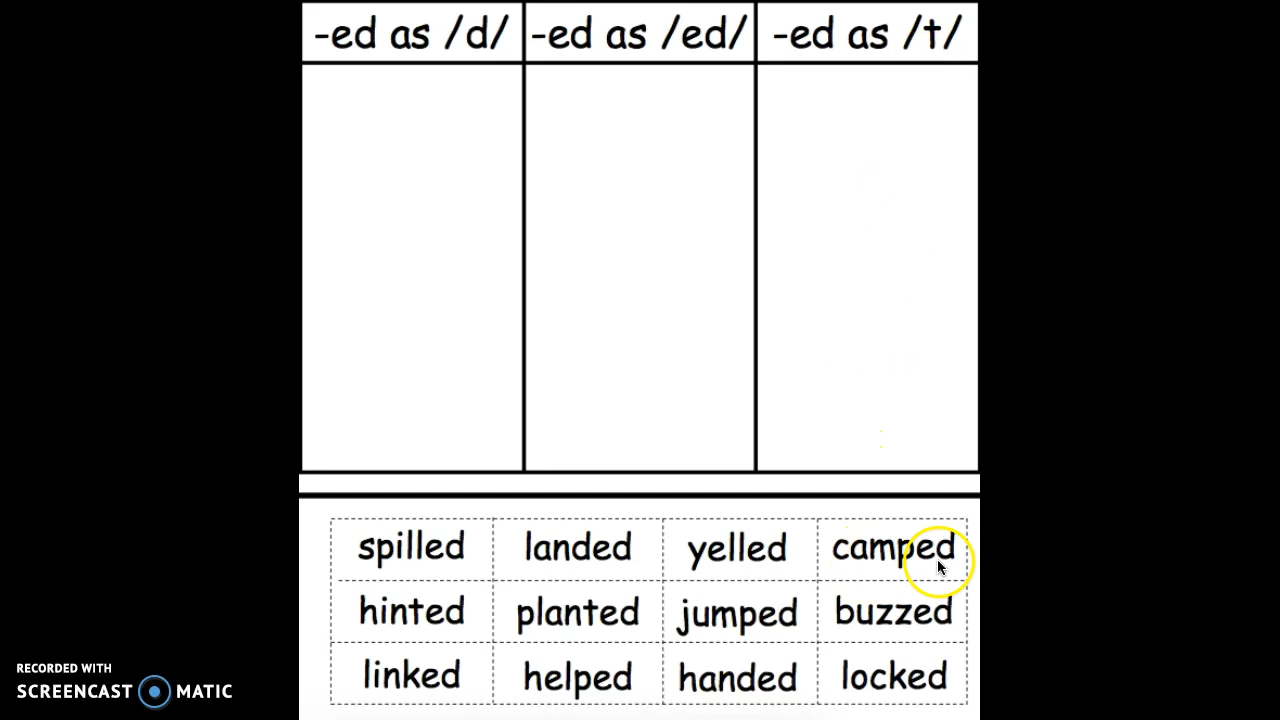 -ed as /d/ -ed as /ed/ -ed as /t/
spilled landed yelled camped
hinted planted jumped buzzed
linked helped handed locked
RECORDED WITH
SCREENCAST MATIC